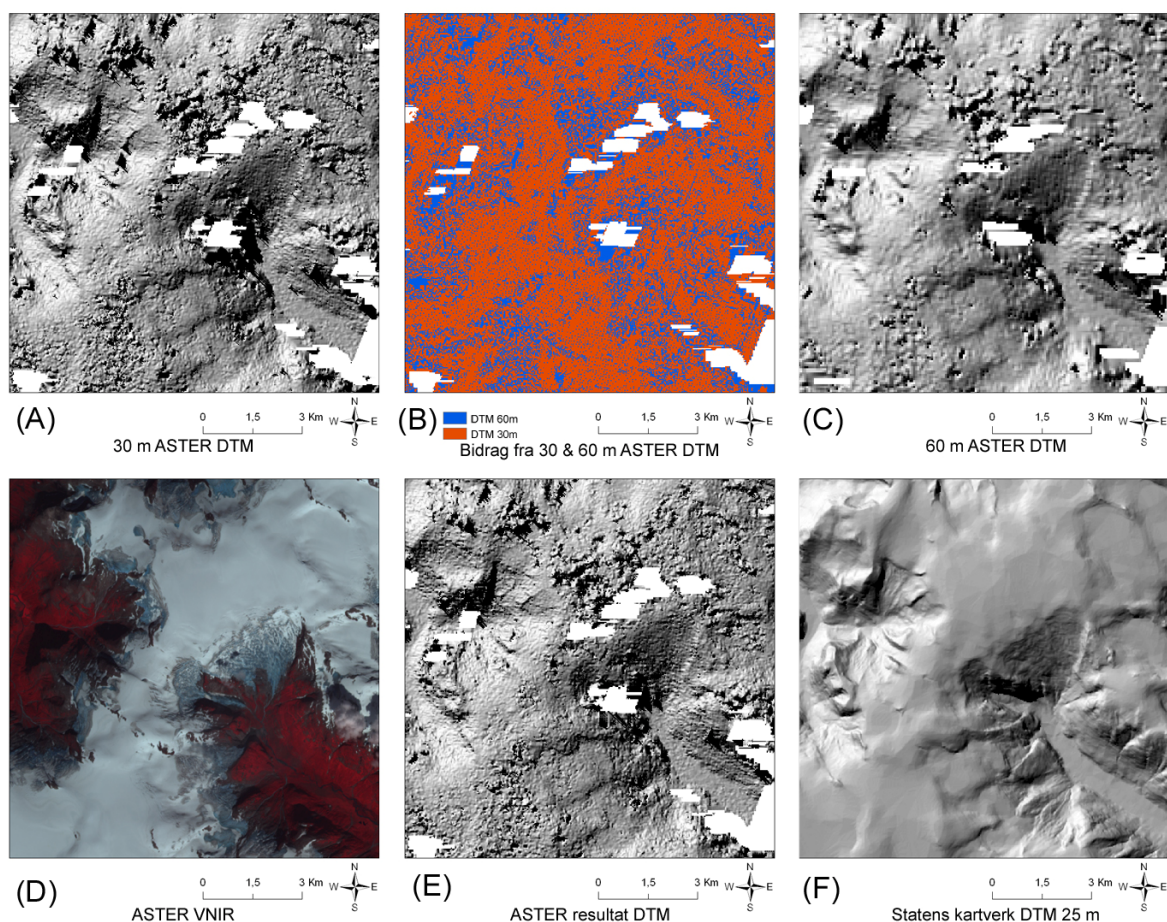 (A)
0 1,5 3 Km
N
W E
S
30 m ASTER DTM
(B)
DTM 60m
DTM 30m
0 1,5 3 Km
N
W E
S
Bidrag fra 30 & 60 m ASTER DTM
(C)
0 1,5 3 Km
N
W E
S
60 m ASTER DTM
(D)
0 1,5 3 Km
N
W E
S
ASTER VNIR
(E)
0 1,5 3 Km
N
W E
S
ASTER resultat DTM
(F)
0 1,5 3 Km
N
W E
S
Statens kartverk DTM 25 m